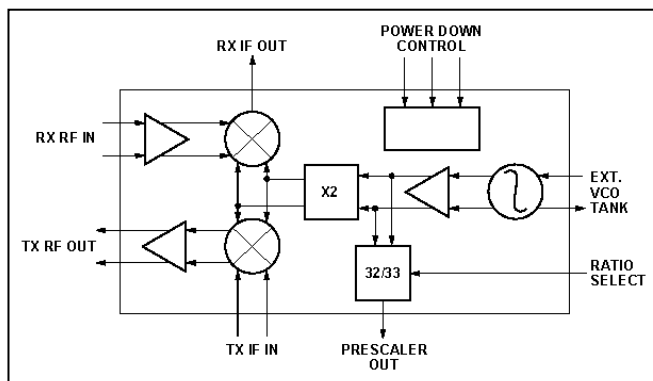 RX IF OUT
POWER DOWN
CONTROL
RX RF IN
X2
EXT.
VCO
TANK
TX RF OUT
32/33
RATIO
SELECT
TX IF IN
PRESCALER
OUT